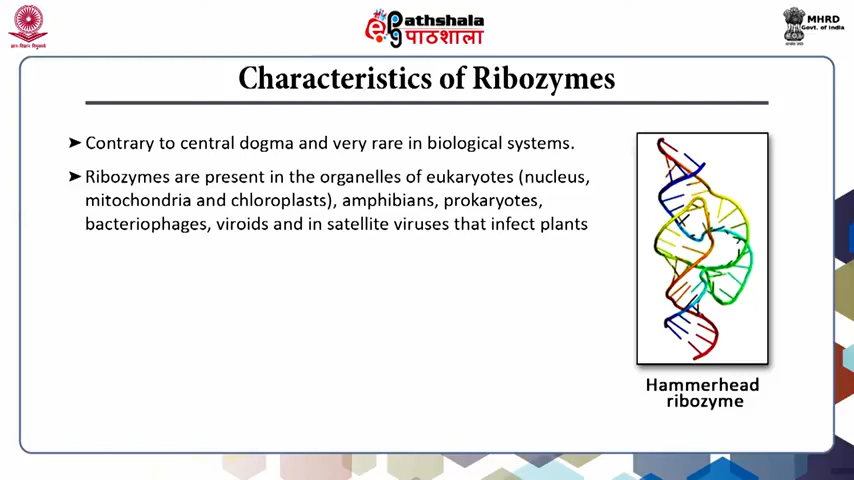 ePathshala
पाठशाला
MHRD
Govt. of India
Characteristics of Ribozymes
➤ Contrary to central dogma and very rare in biological systems.
➤ Ribozymes are present in the organelles of eukaryotes (nucleus,
mitochondria and chloroplasts), amphibians, prokaryotes,
bacteriophages, viroids and in satellite viruses that infect plants
Hammerhead
ribozyme